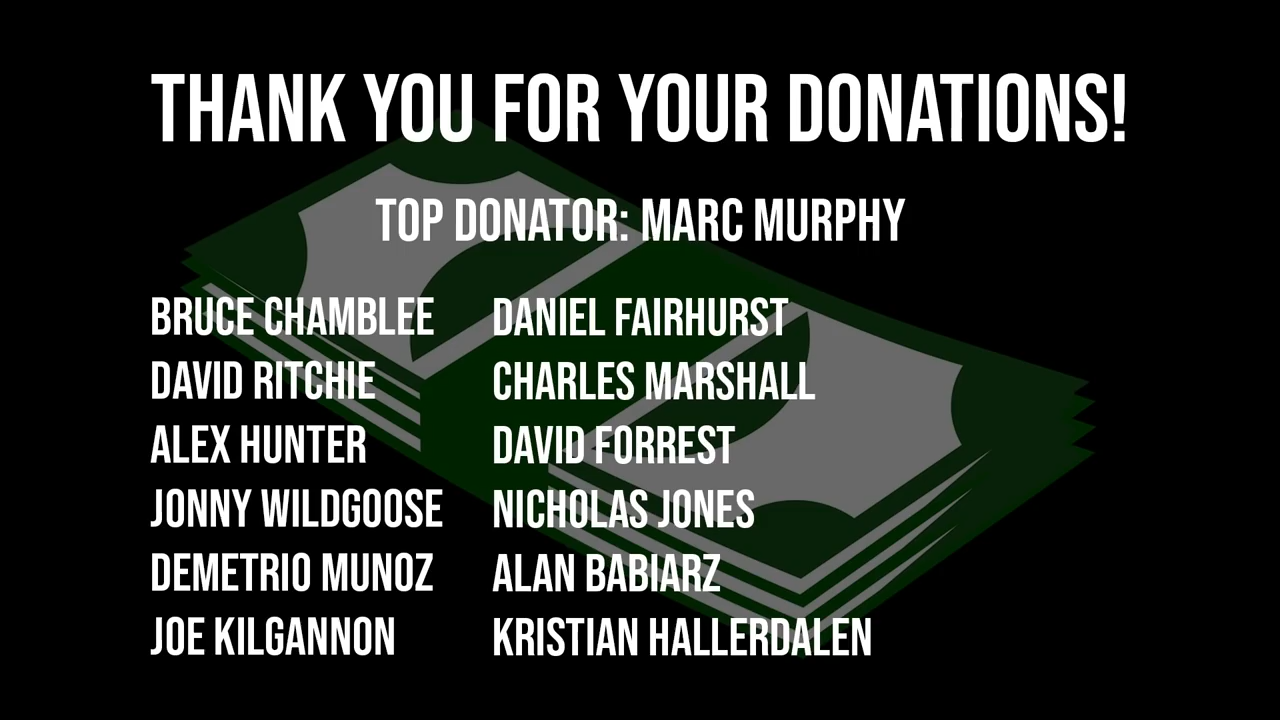 THANK YOU FOR YOUR DONATIONS!
TOP DONATOR: MARC MURPHY
BRUCE CHAMBLEE
DAVID RITCHIE
ALEX HUNTER
JONNY WILDGOOSE
DEMETRIO MUNOZ
JOE KILGANNON
DANIEL FAIRHURST
CHARLES MARSHALL
DAVID FORREST
NICHOLAS JONES
ALAN BABIARZ
KRISTIAN HALLERDALEN